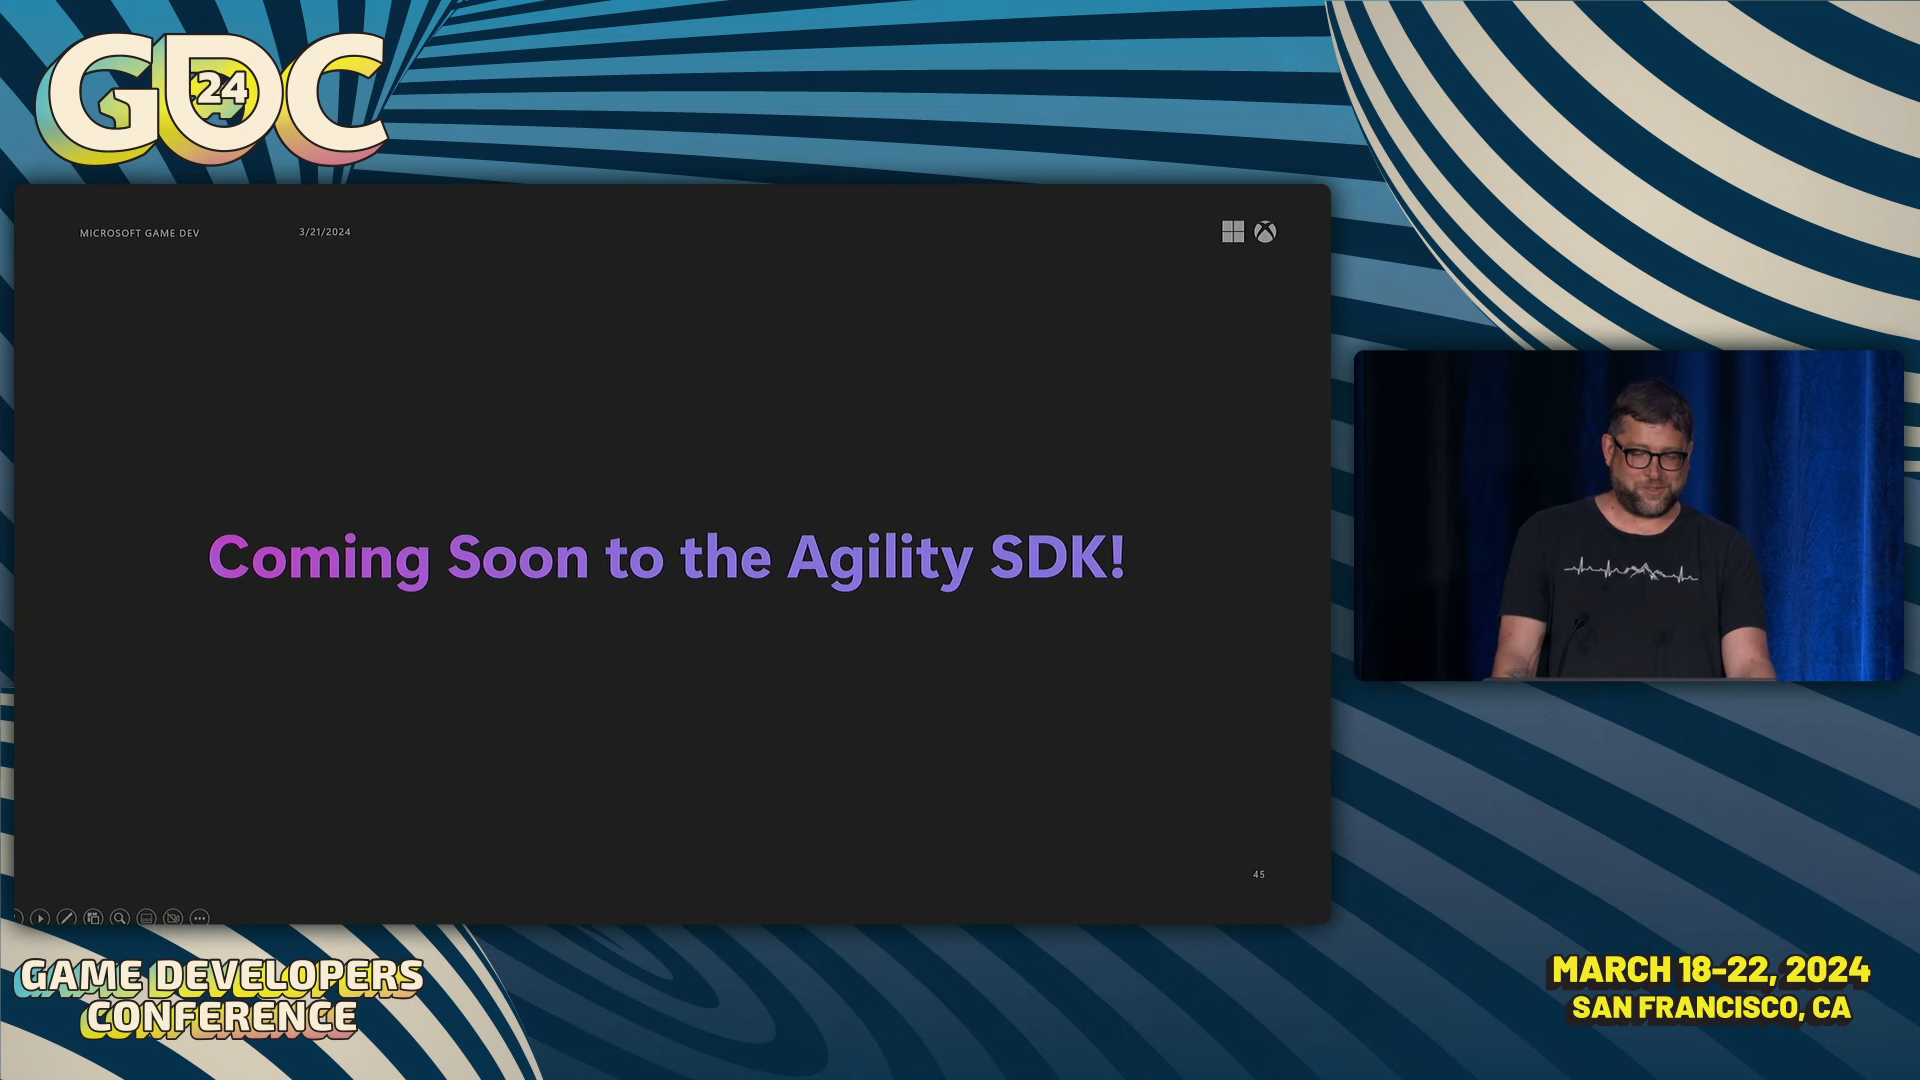 GDC
24
MICROSOFT GAME DEV
3/21/2024
Coming Soon to the Agility SDK!
45
GAME DEVELOPERS
CONFERENCE
MARCH 18-22, 2024
SAN FRANCISCO, CA